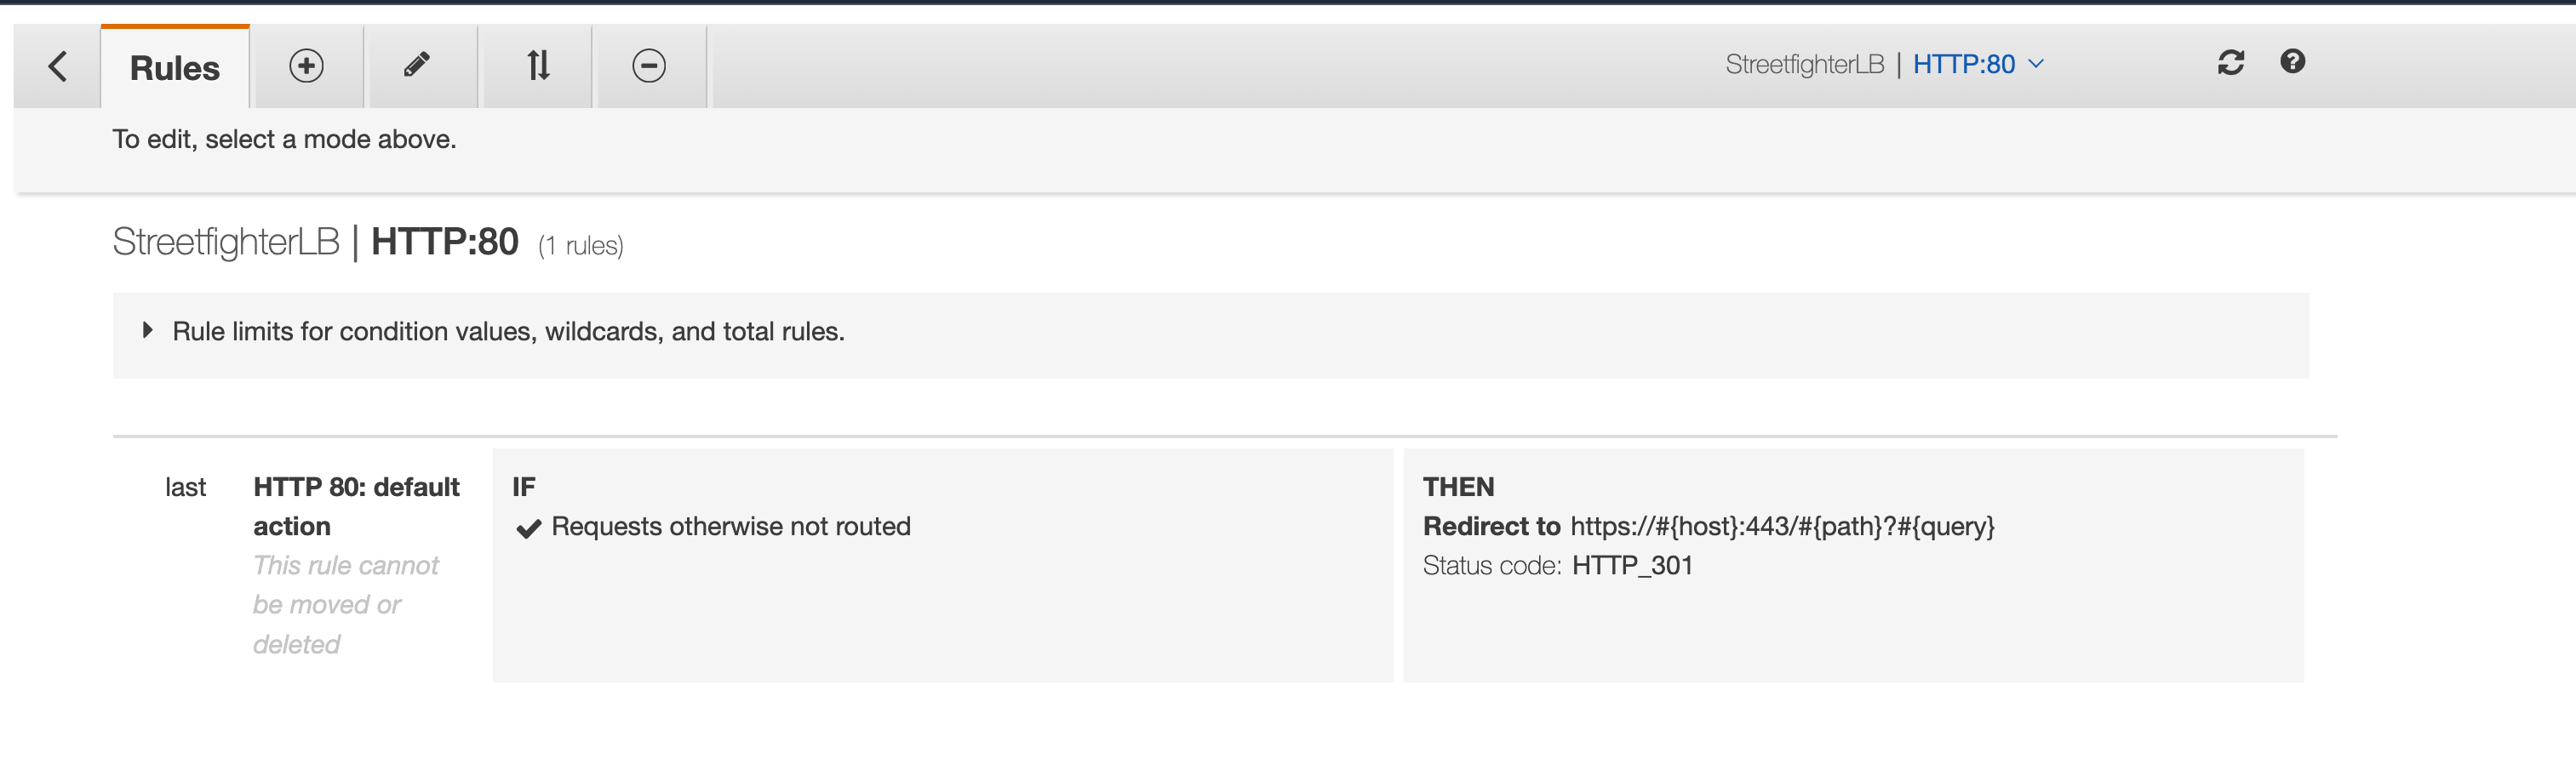 Rules
StreetfighterLB | HTTP:80
To edit, select a mode above.
StreetfighterLB | HTTP:80 (1 rules)
Rule limits for condition values, wildcards, and total rules.
last
HTTP 80: default
action
This rule cannot
be moved or
deleted
IF
Requests otherwise not routed
THEN
Redirect to https://#{host}:443/#{path}?#{query}
Status code: HTTP_301